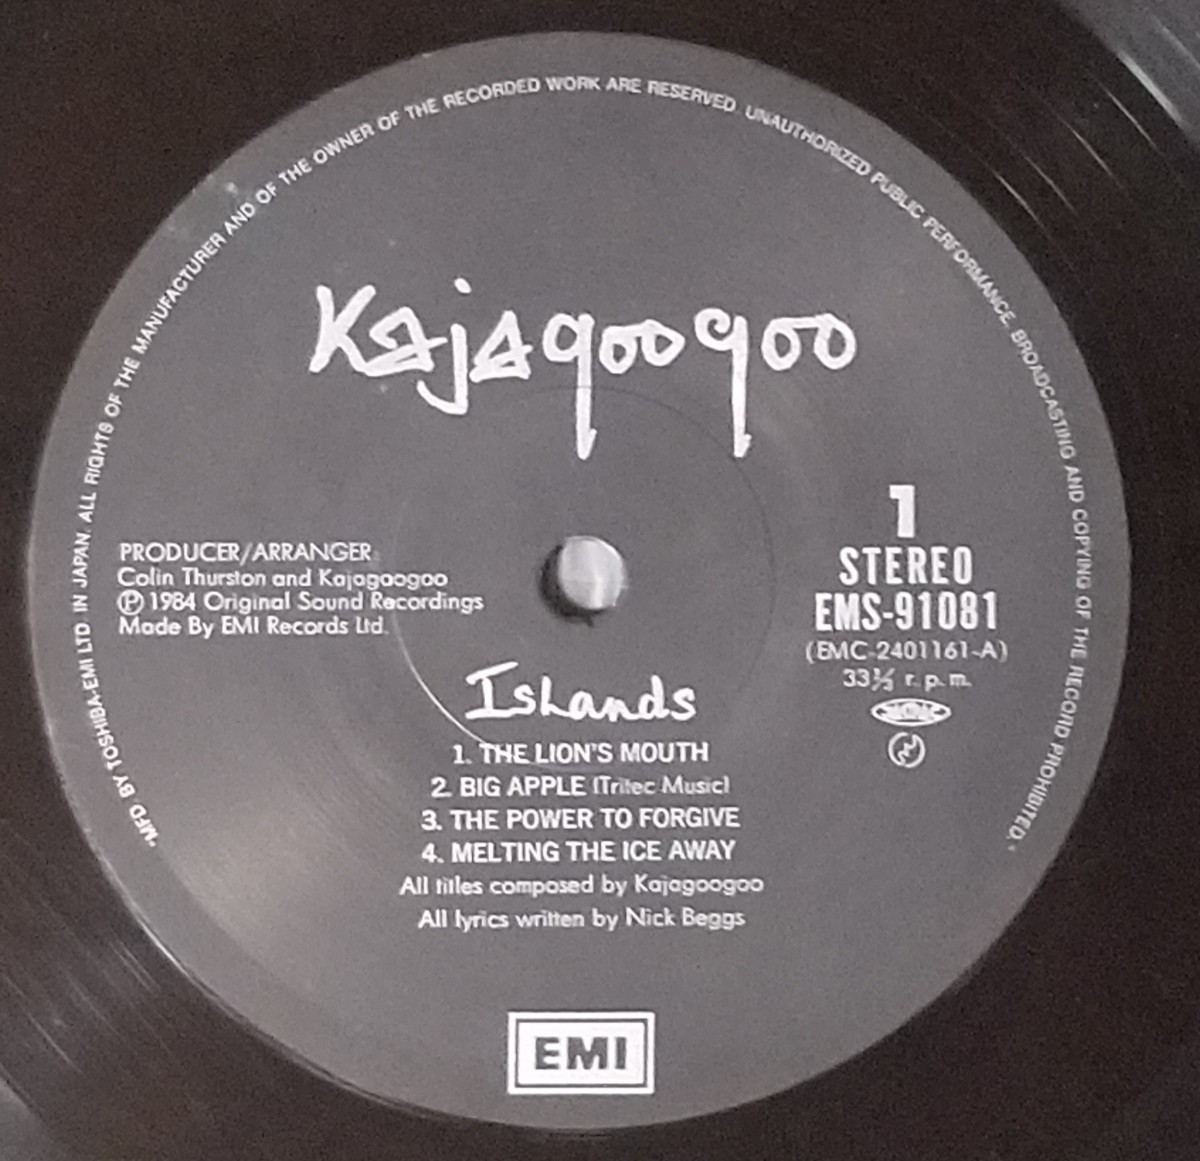 "MFD. BY TOSHIBA-EMI LTD. IN JAPAN. ALL RIGHTS OF THE MANUFACTURER AND OF THE OWNER OF THE RECORDED WORK ARE RESERVED. UNAUTHORIZED PUBLIC PERFORMANCE, BROADCASTING AND COPYING OF THE RECORD PROHIBITED."
Kajagoogoo
1
STEREO
EMS-91081
(EMC-2401161-A)
33⅓ r.p.m.
PRODUCER/ARRANGER:
Colin Thurston and Kajagoogoo
Ⓟ 1984 Original Sound Recordings
Made By EMI Records Ltd.
Islands
1. THE LION'S MOUTH
2. BIG APPLE (Tritec Music)
3. THE POWER TO FORGIVE
4. MELTING THE ICE AWAY
All titles composed by Kajagoogoo
All lyrics written by Nick Beggs
EMI